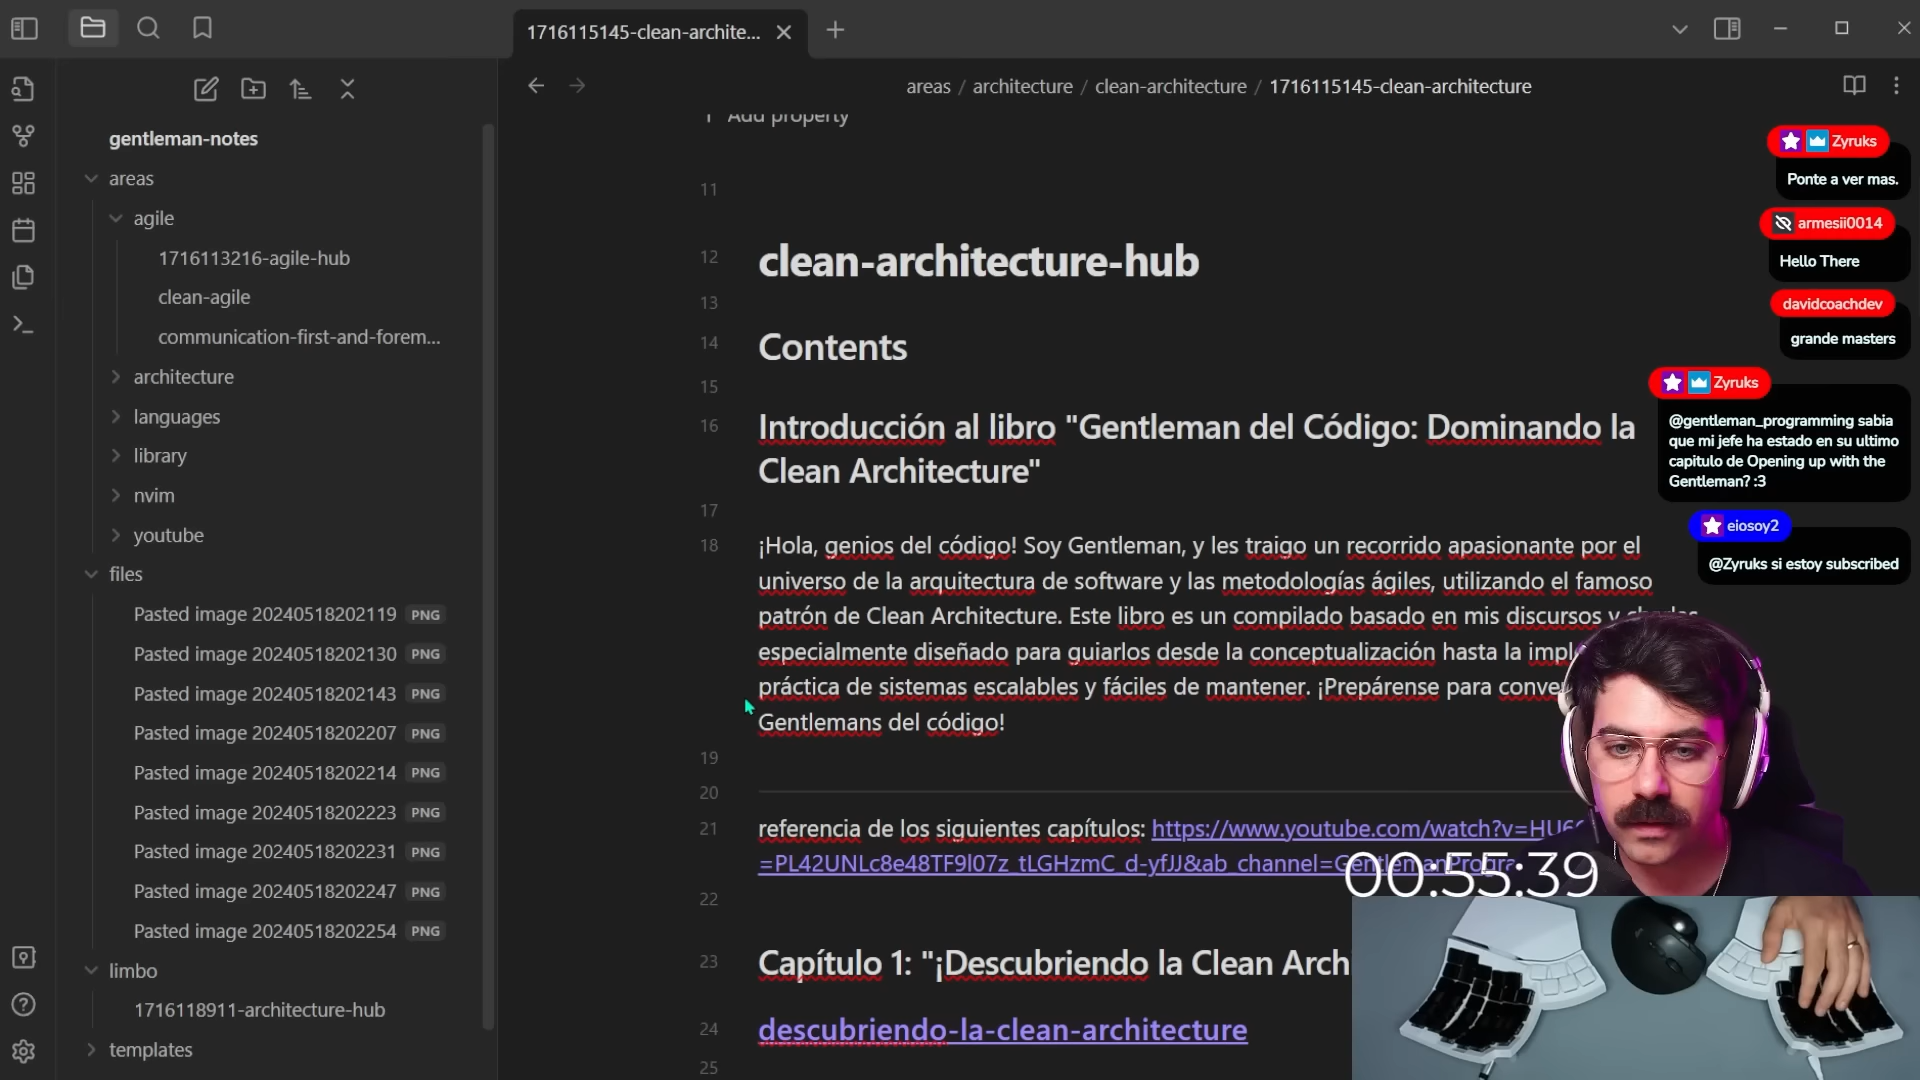 1716115145-clean-archite...
areas / architecture / clean-architecture / 1716115145-clean-architecture
gentleman-notes
areas
agile
1716113216-agile-hub
clean-agile
communication-first-and-forem...
architecture
languages
library
nvim
youtube
files
Pasted image 20240518202119 PNG
Pasted image 20240518202130 PNG
Pasted image 20240518202143 PNG
Pasted image 20240518202207 PNG
Pasted image 20240518202214 PNG
Pasted image 20240518202223 PNG
Pasted image 20240518202231 PNG
Pasted image 20240518202247 PNG
Pasted image 20240518202254 PNG
limbo
1716118911-architecture-hub
templates
Add property
11
12 clean-architecture-hub
13
14 Contents
15
16 Introducción al libro "Gentleman del Código: Dominando la
Clean Architecture"
17
18 ¡Hola, genios del código! Soy Gentleman, y les traigo un recorrido apasionante por el
universo de la arquitectura de software y las metodologías ágiles, utilizando el famoso
patrón de Clean Architecture. Este libro es un compilado basado en mis discursos y charlas
especialmente diseñado para guiarlos desde la conceptualización hasta la impl
práctica de sistemas escalables y fáciles de mantener. ¡Prepárense para conve
Gentlemans del código!
19
20
21 referencia de los siguientes capítulos: https://www.youtube.com/watch?v=HU6
=PL42UNLc8e48TF9l07z_tLGHzmC_d-yfJJ&ab_channel=GentlemanProgra
22
23 Capítulo 1: "¡Descubriendo la Clean Arch
24 descubriendo-la-clean-architecture
25
Zyruks
Ponte a ver mas.
armesii0014
Hello There
davidcoachdev
grande masters
Zyruks
@gentleman_programming sabia
que mi jefe ha estado en su ultimo
capitulo de Opening up with the
Gentleman? :3
eiosoy2
@Zyruks si estoy subscribed
00:55:39